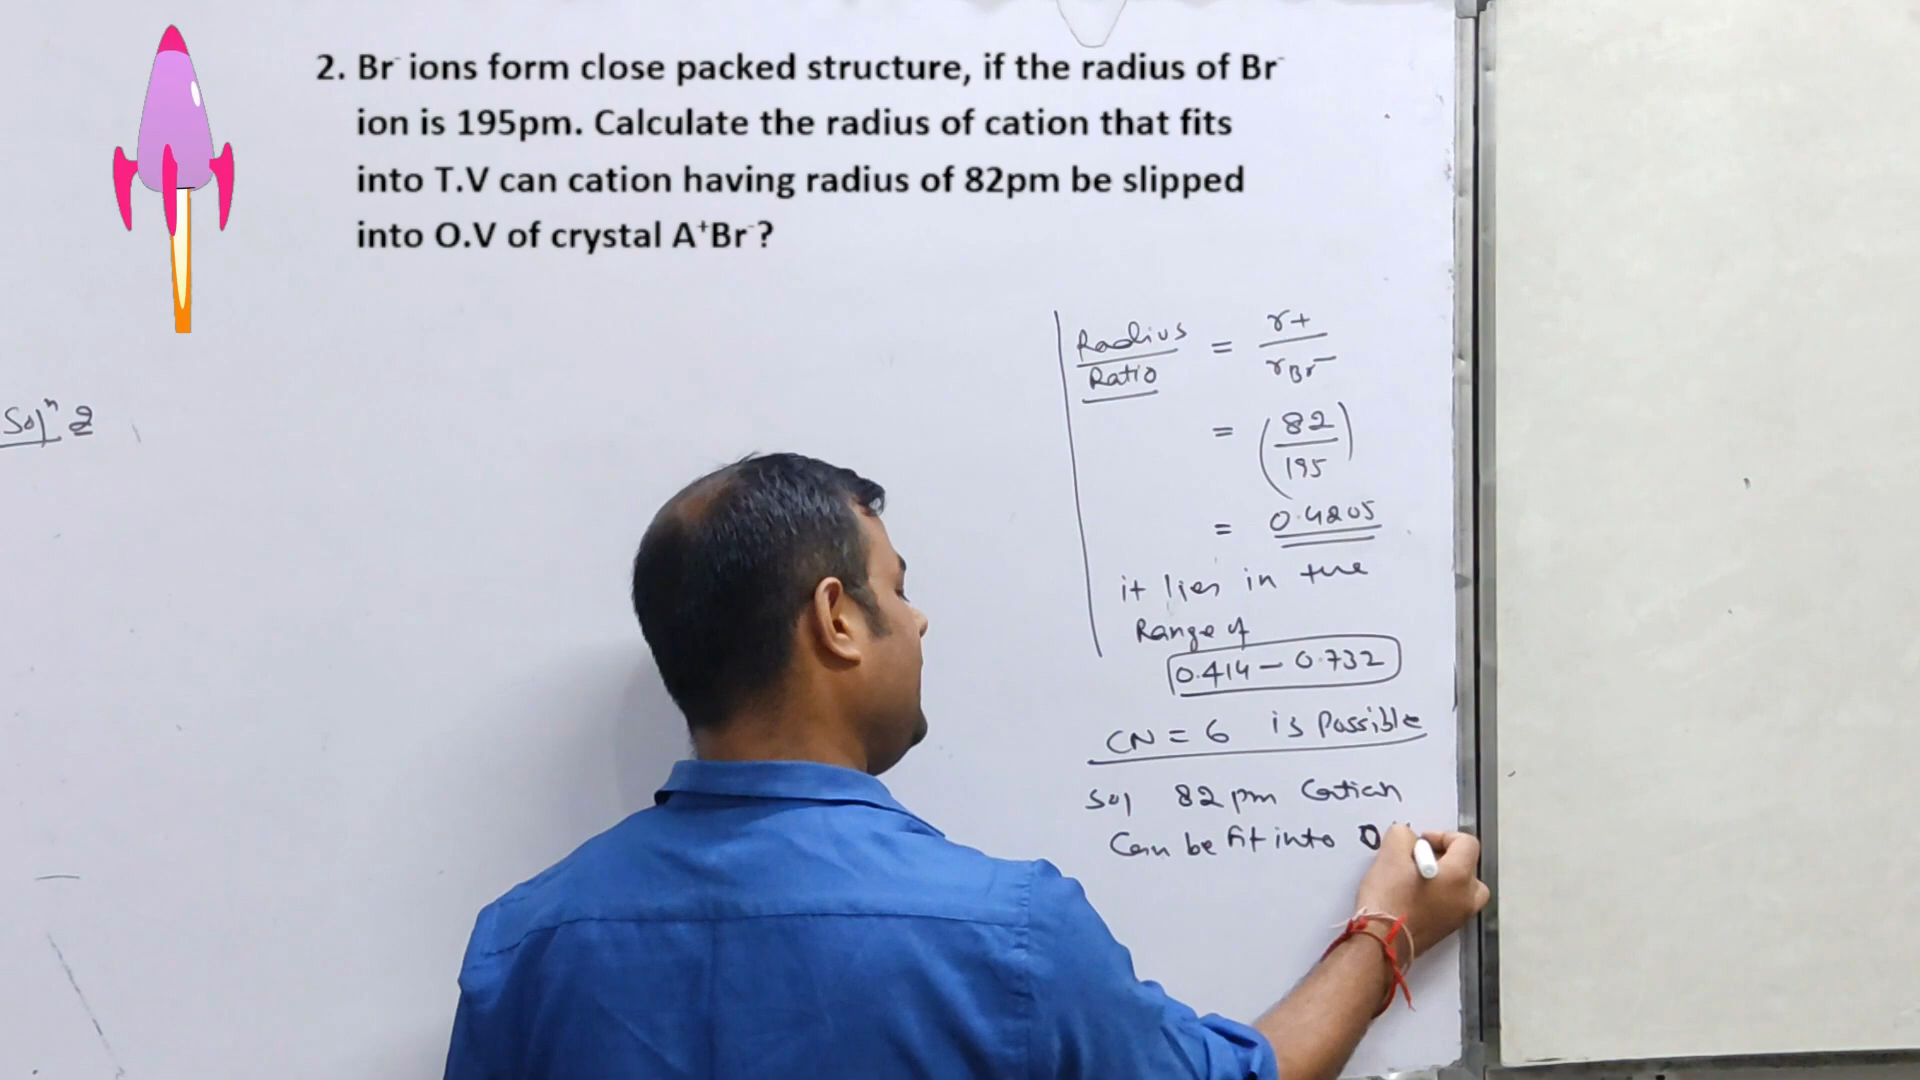 2. Br⁻ ions form close packed structure, if the radius of Br⁻
ion is 195pm. Calculate the radius of cation that fits
into T.V can cation having radius of 82pm be slipped
into O.V of crystal A⁺Br⁻?
Solⁿ 2
Radius
Ratio
= r+ / rBr⁻
= (82 / 195)
= 0.4205
it lies in the
Range of
0.414 – 0.732
CN = 6 is Possible
Sol 82 pm Cation
Can be fit into O